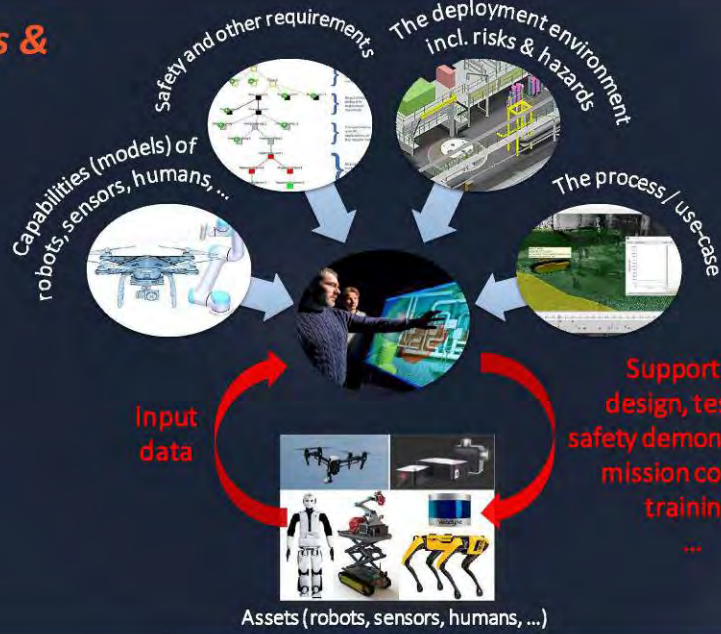 s &
Safety and other requirements
The deployment environment
incl. risks & hazards
Capabilities (models) of
robots, sensors, humans, ...
The process / use-case
Input
data
Support
design, te
safety demon
mission co
trainin
...
Velodyne
Assets (robots, sensors, humans, ...)